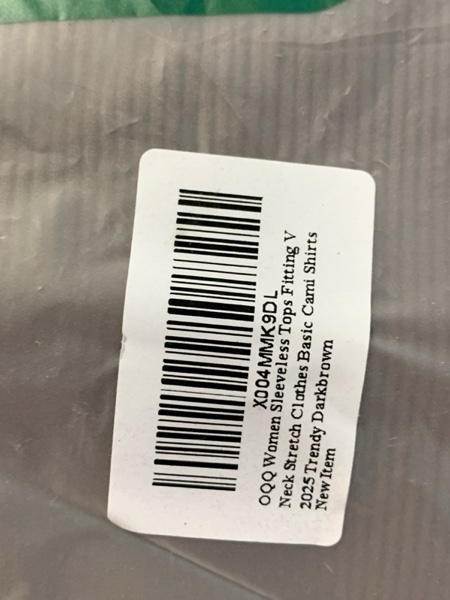 X004MMK9DL
OQQ Women Sleeveless Tops Fitting V
Neck Stretch Clothes Basic Cami Shirts
2025 Trendy Darkbrown
New Item